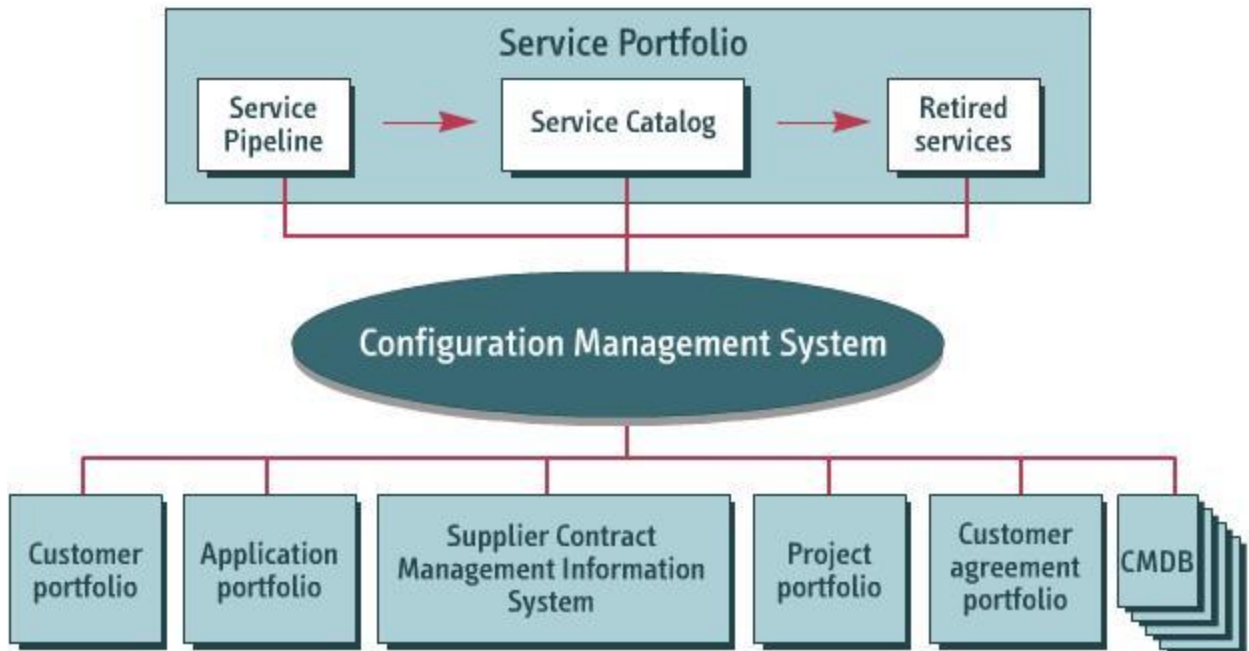 Service Portfolio
Service
Pipeline
Service Catalog
Retired
services
Configuration Management System
Customer
portfolio
Application
portfolio
Supplier Contract
Management Information
System
Project
portfolio
Customer
agreement
portfolio
CMDB